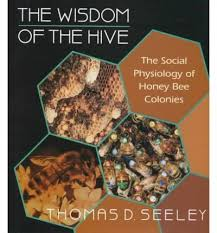 THE WISDOM
OF THE HIVE
The Social
Physiology of
Honey Bee
Colonies
THOMAS D. SEELEY